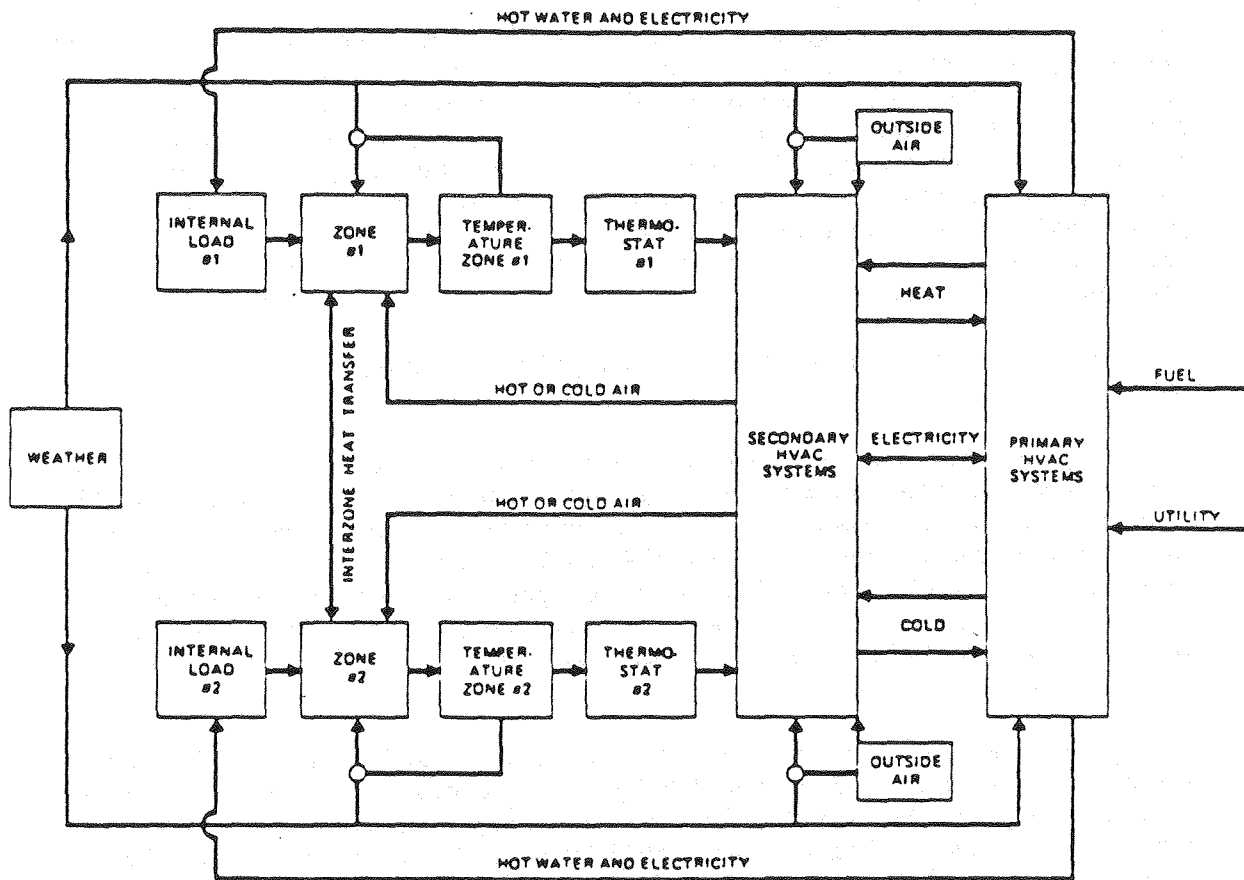 HOT WATER AND ELECTRICITY
OUTSIDE
AIR
INTERNAL
LOAD
#1
ZONE
#1
TEMPER-
ATURE
ZONE #1
THERMO-
STAT
#1
HEAT
INTERZONE HEAT TRANSFER
HOT OR COLD AIR
FUEL
WEATHER
SECONDARY
HVAC
SYSTEMS
ELECTRICITY
PRIMARY
HVAC
SYSTEMS
HOT OR COLD AIR
UTILITY
COLD
INTERNAL
LOAD
#2
ZONE
#2
TEMPER-
ATURE
ZONE #2
THERMO-
STAT
#2
OUTSIDE
AIR
HOT WATER AND ELECTRICITY